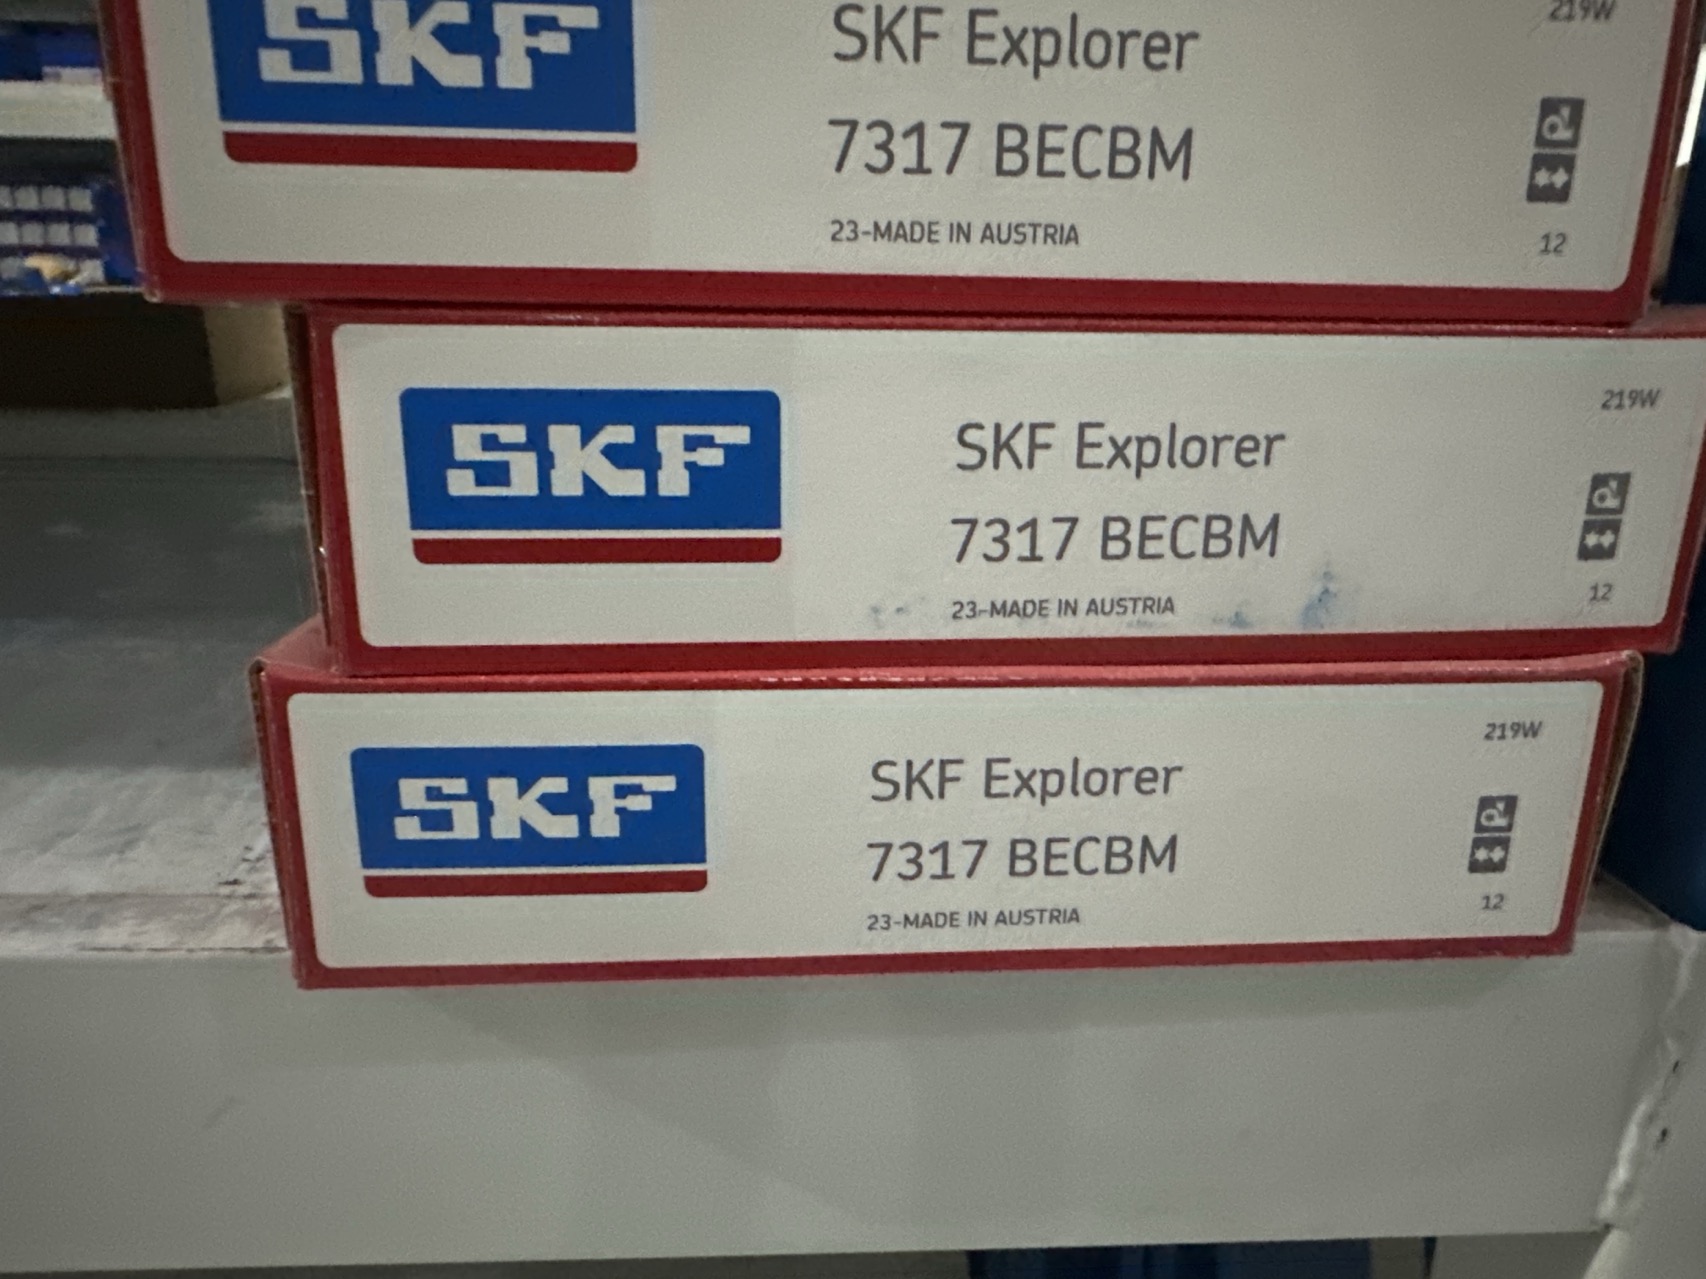 SKF
SKF Explorer
219W
7317 BECBM
23-MADE IN AUSTRIA
12
SKF
SKF Explorer
219W
7317 BECBM
23-MADE IN AUSTRIA
12
SKF
SKF Explorer
219W
7317 BECBM
23-MADE IN AUSTRIA
12